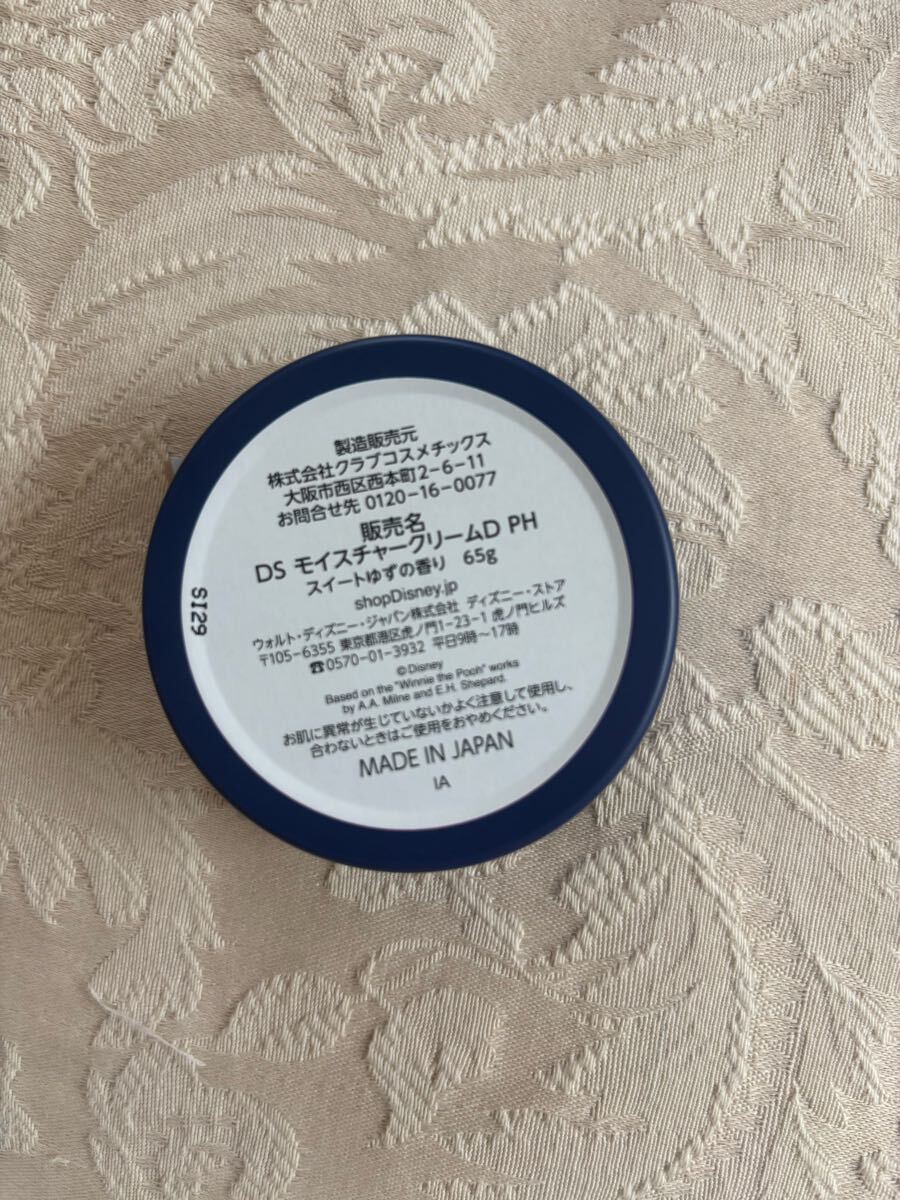 製造販売元
株式会社クラブコスメチックス
大阪市西区西本町2-6-11
お問合せ先 0120-16-0077
販売名
DS モイスチャークリームD PH
スイートゆずの香り 65g
shopDisney.jp
ウォルト・ディズニー・ジャパン株式会社 ディズニー・ストア
〒105-6355 東京都港区虎ノ門1-23-1 虎ノ門ヒルズ
☎0570-01-3932 平日9時～17時
©Disney
Based on the "Winnie the Pooh" works
by A.A. Milne and E.H. Shepard.
お肌に異常が生じていないかよく注意して使用し、
合わないときはご使用をおやめください。
MADE IN JAPAN
IA
SI29